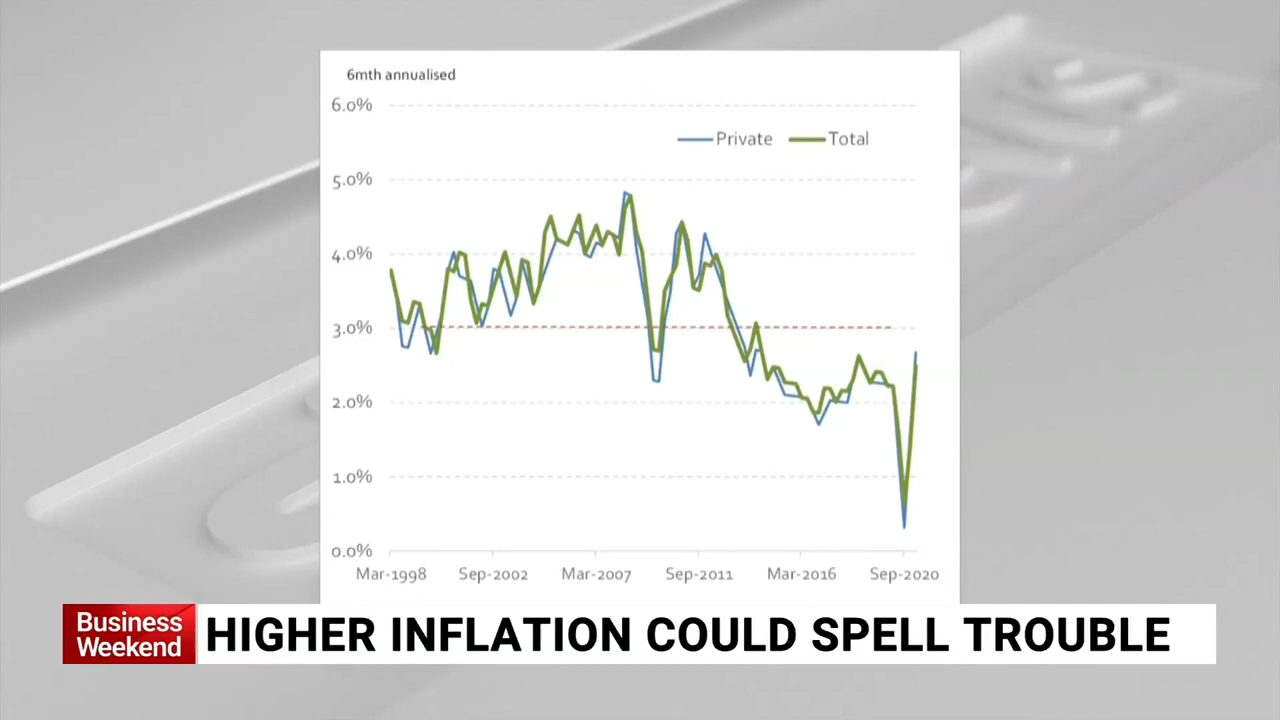 6mth annualised
6.0%
Private Total
5.0%
4.0%
3.0%
2.0%
1.0%
0.0%
Mar-1998 Sep-2002 Mar-2007 Sep-2011 Mar-2016 Sep-2020
Business
Weekend
HIGHER INFLATION COULD SPELL TROUBLE